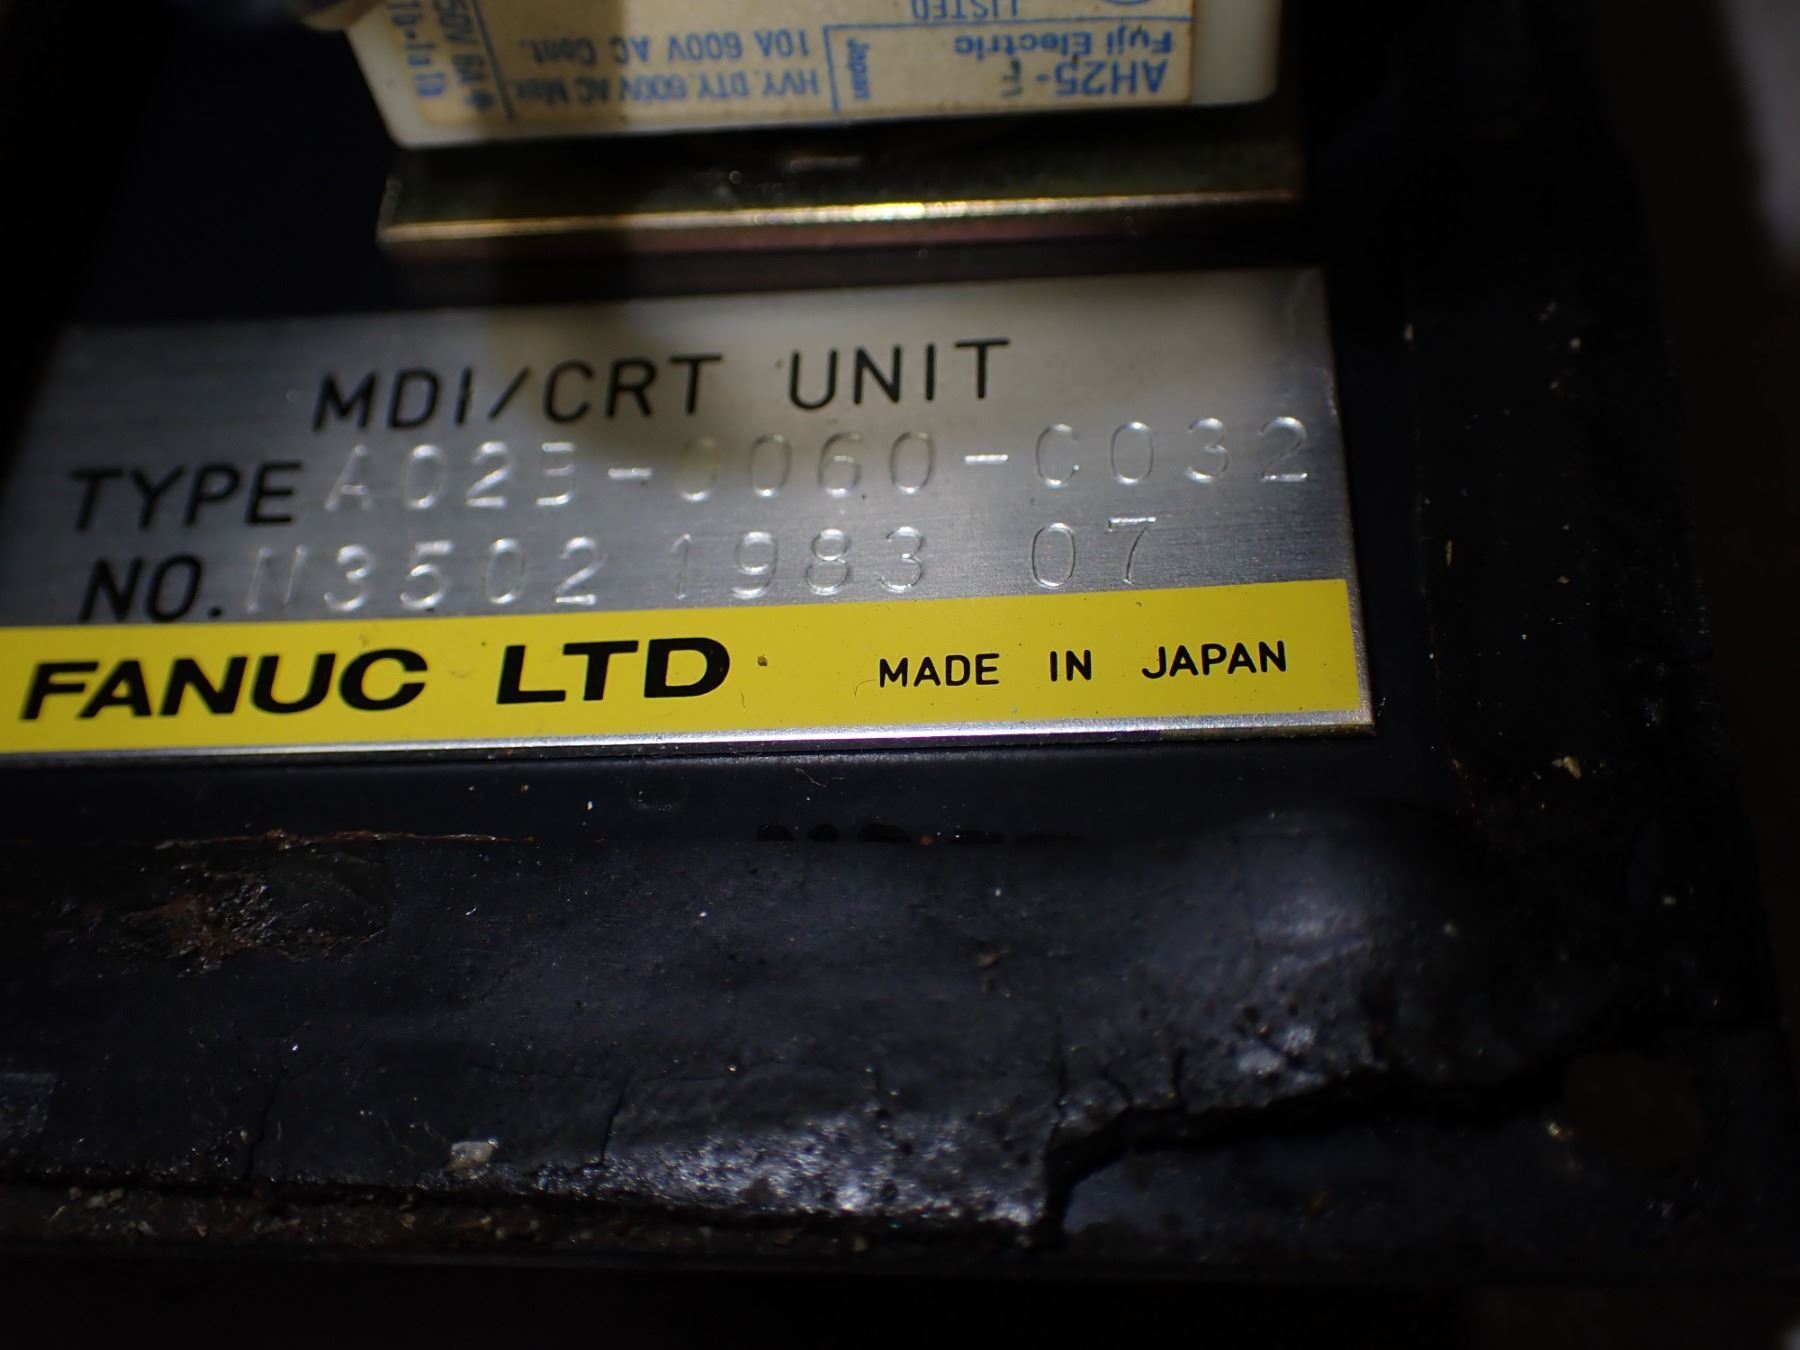 LISTED
Fuji Electric
AH25-
Japan
10A 600V AC Cont.
HVY. DTY. 600V AC Max.
MDI/CRT UNIT
TYPE A02B-0060-C032
NO. N3502 1983 07
FANUC LTD MADE IN JAPAN